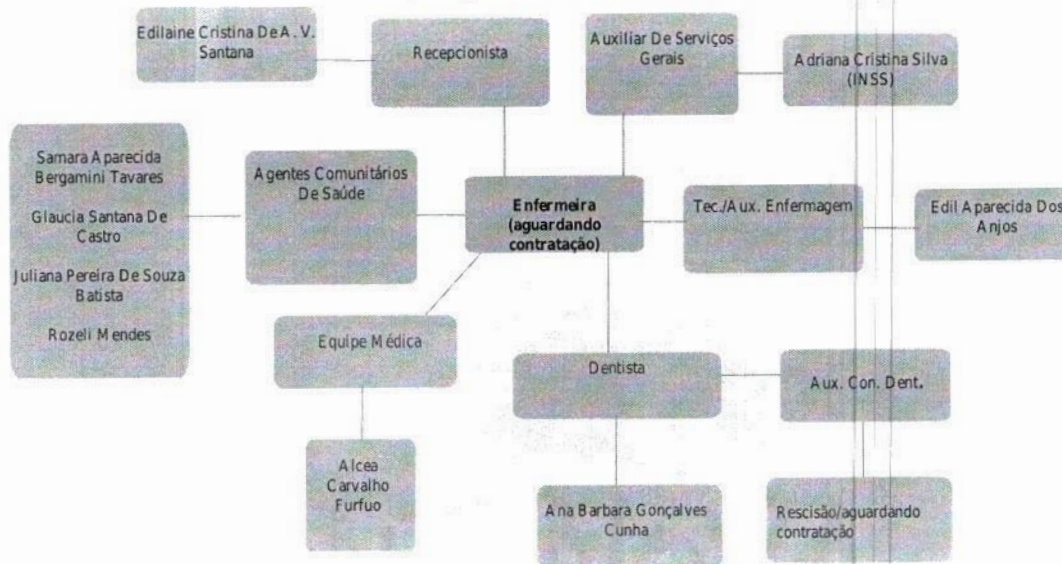 Edilaine Cristina De A. V.
Santana
Recepcionista
Auxiliar De Serviços
Gerais
Adriana Cristina Silva
(INSS)
Samara Aparecida
Bergamini Tavares
Glaucia Santana De
Castro
Juliana Pereira De Souza
Batista
Rozeli Mendes
Agentes Comunitários
De Saúde
Enfermeira
(aguardando
contratação)
Tec./Aux. Enfermagem
Edil Aparecida Dos
Anjos
Equipe Médica
Dentista
Aux. Con. Dent.
Alcea
Carvalho
Furfuo
Ana Barbara Gonçalves
Cunha
Rescisão/aguardando
contratação